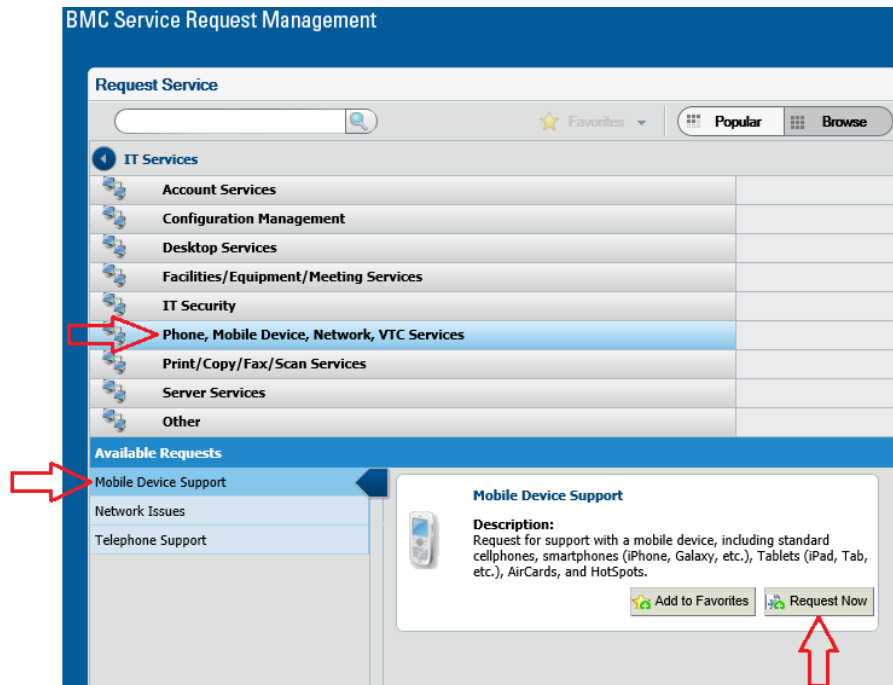 BMC Service Request Management
Request Service
Favorites
Popular
Browse
IT Services
Account Services
Configuration Management
Desktop Services
Facilities/Equipment/Meeting Services
IT Security
Phone, Mobile Device, Network, VTC Services
Print/Copy/Fax/Scan Services
Server Services
Other
Available Requests
Mobile Device Support
Network Issues
Telephone Support
Mobile Device Support
Description:
Request for support with a mobile device, including standard
cellphones, smartphones (iPhone, Galaxy, etc.), Tablets (iPad, Tab,
etc.), AirCards, and HotSpots.
Add to Favorites
Request Now